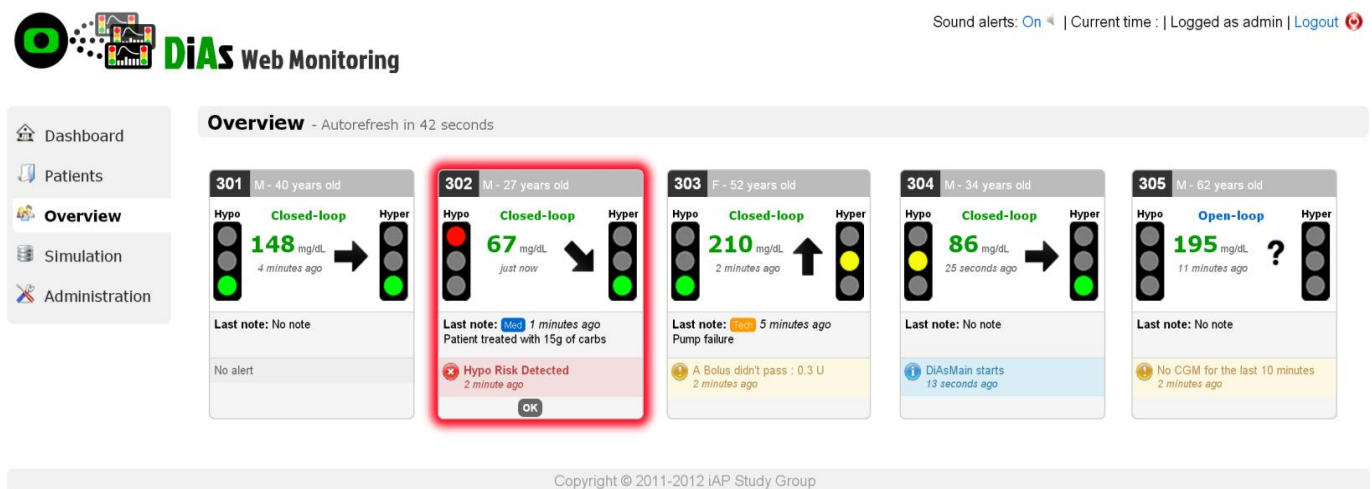 Sound alerts: On | Current time : | Logged as admin | Logout
DiAs Web Monitoring
Dashboard
Patients
Overview
Simulation
Administration
Overview - Autorefresh in 42 seconds
301 M - 40 years old
Hypo Closed-loop Hyper
148 mg/dL
4 minutes ago
Last note: No note
No alert
302 M - 27 years old
Hypo Closed-loop Hyper
67 mg/dL
just now
Last note: Med 1 minutes ago
Patient treated with 15g of carbs
Hypo Risk Detected
2 minute ago
OK
303 F - 52 years old
Hypo Closed-loop Hyper
210 mg/dL
2 minutes ago
Last note: Tech 5 minutes ago
Pump failure
A Bolus didn't pass : 0.3 U
2 minutes ago
304 M - 34 years old
Hypo Closed-loop Hyper
86 mg/dL
25 seconds ago
Last note: No note
DiAsMain starts
13 seconds ago
305 M - 62 years old
Hypo Open-loop Hyper
195 mg/dL ?
11 minutes ago
Last note: No note
No CGM for the last 10 minutes
2 minutes ago
Copyright © 2011-2012 iAP Study Group